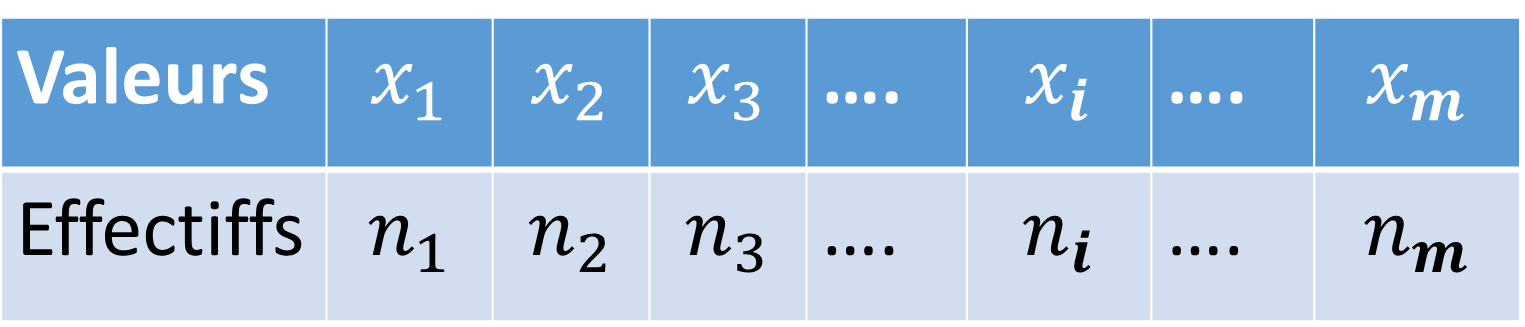 Valeurs x₁ x₂ x₃ .... xᵢ .... xₘ
Effectiffs n₁ n₂ n₃ .... nᵢ .... nₘ